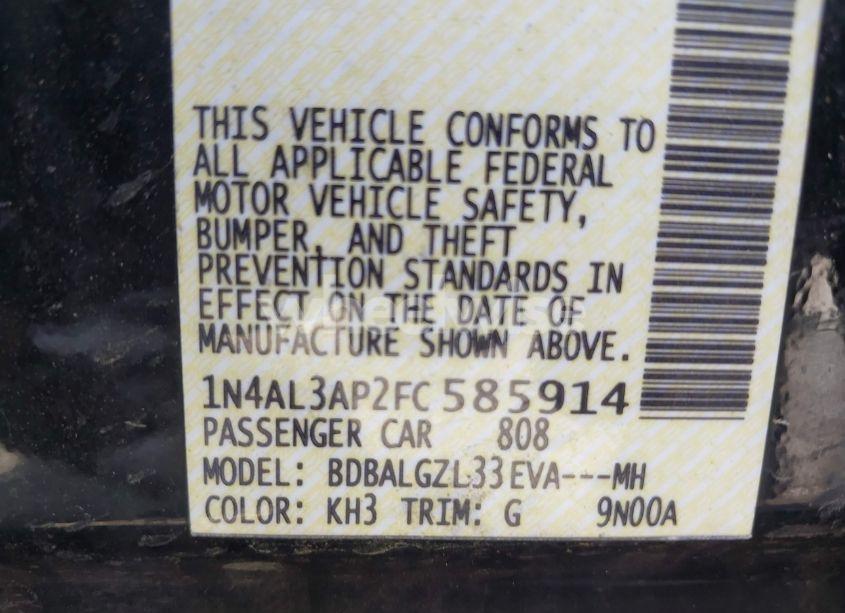 THIS VEHICLE CONFORMS TO
ALL APPLICABLE FEDERAL
MOTOR VEHICLE SAFETY,
BUMPER, AND THEFT
PREVENTION STANDARDS IN
EFFECT ON THE DATE OF
MANUFACTURE SHOWN ABOVE.
1N4AL3AP2FC585914
PASSENGER CAR 808
MODEL: BDBALGZL33EVA---MH
COLOR: KH3 TRIM: G 9N00A